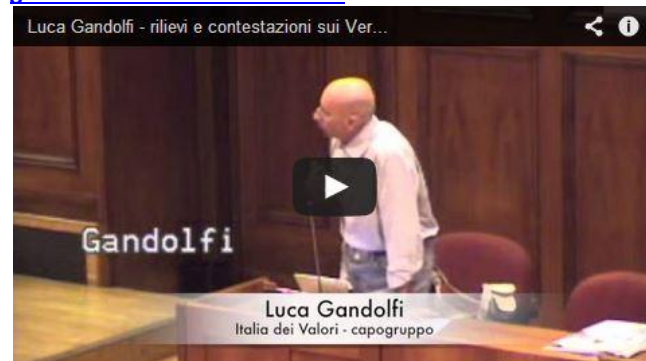 Luca Gandolfi - rilievi e contestazioni sui Ver...
Gandolfi
Luca Gandolfi
Italia dei Valori - capogruppo